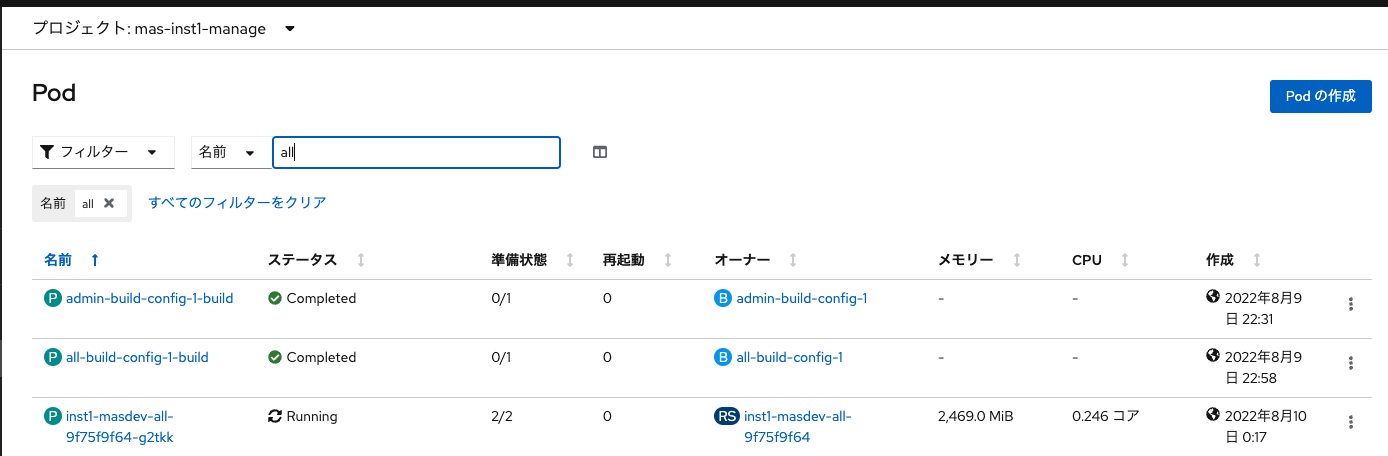 プロジェクト: mas-inst1-manage
Pod
Pod の作成
フィルター 名前 all
名前 all すべてのフィルターをクリア
名前 ステータス 準備状態 再起動 オーナー メモリー CPU 作成
P admin-build-config-1-build Completed 0/1 0 B admin-build-config-1 - - 2022年8月9
日 22:31
P all-build-config-1-build Completed 0/1 0 B all-build-config-1 - - 2022年8月9
日 22:58
P inst1-masdev-all- Running 2/2 0 RS inst1-masdev-all- 2,469.0 MiB 0.246 コア 2022年8月10
9f75f9f64-g2tkk 9f75f9f64 日 0:17